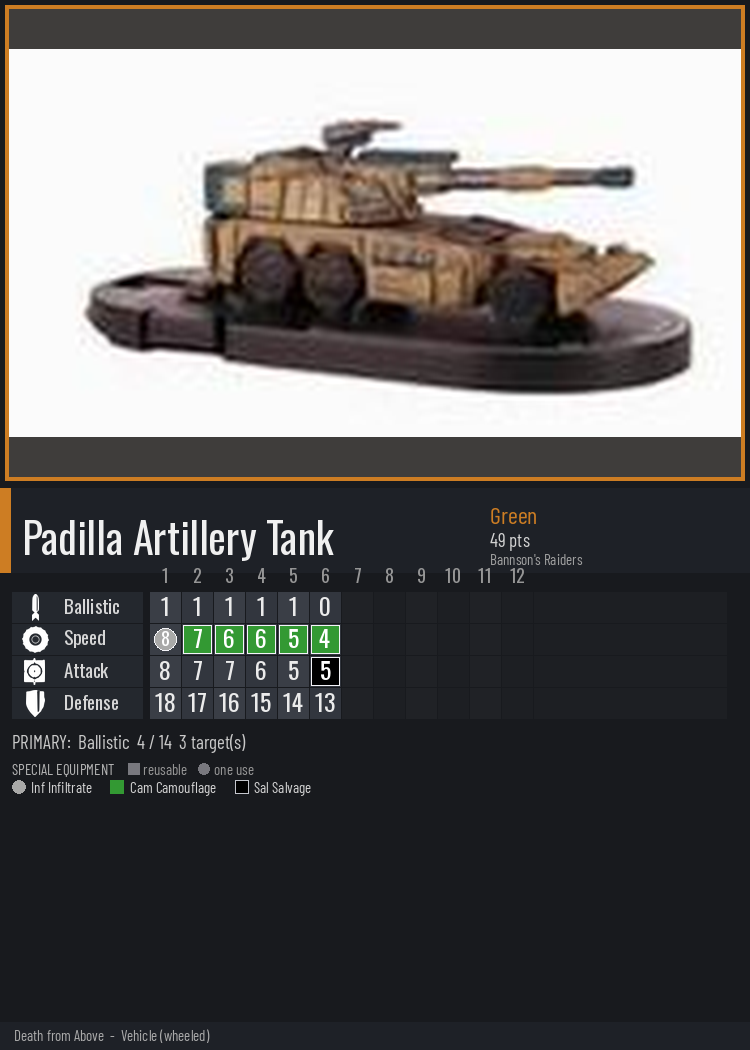 Padilla Artillery Tank
Green
49 pts
Bannson's Raiders
1 2 3 4 5 6 7 8 9 10 11 12
Ballistic 1 1 1 1 1 0
Speed 8 7 6 6 5 4
Attack 8 7 7 6 5 5
Defense 18 17 16 15 14 13
PRIMARY: Ballistic 4 / 14 3 target(s)
SPECIAL EQUIPMENT reusable one use
Inf Infiltrate Cam Camouflage Sal Salvage
Death from Above - Vehicle (wheeled)